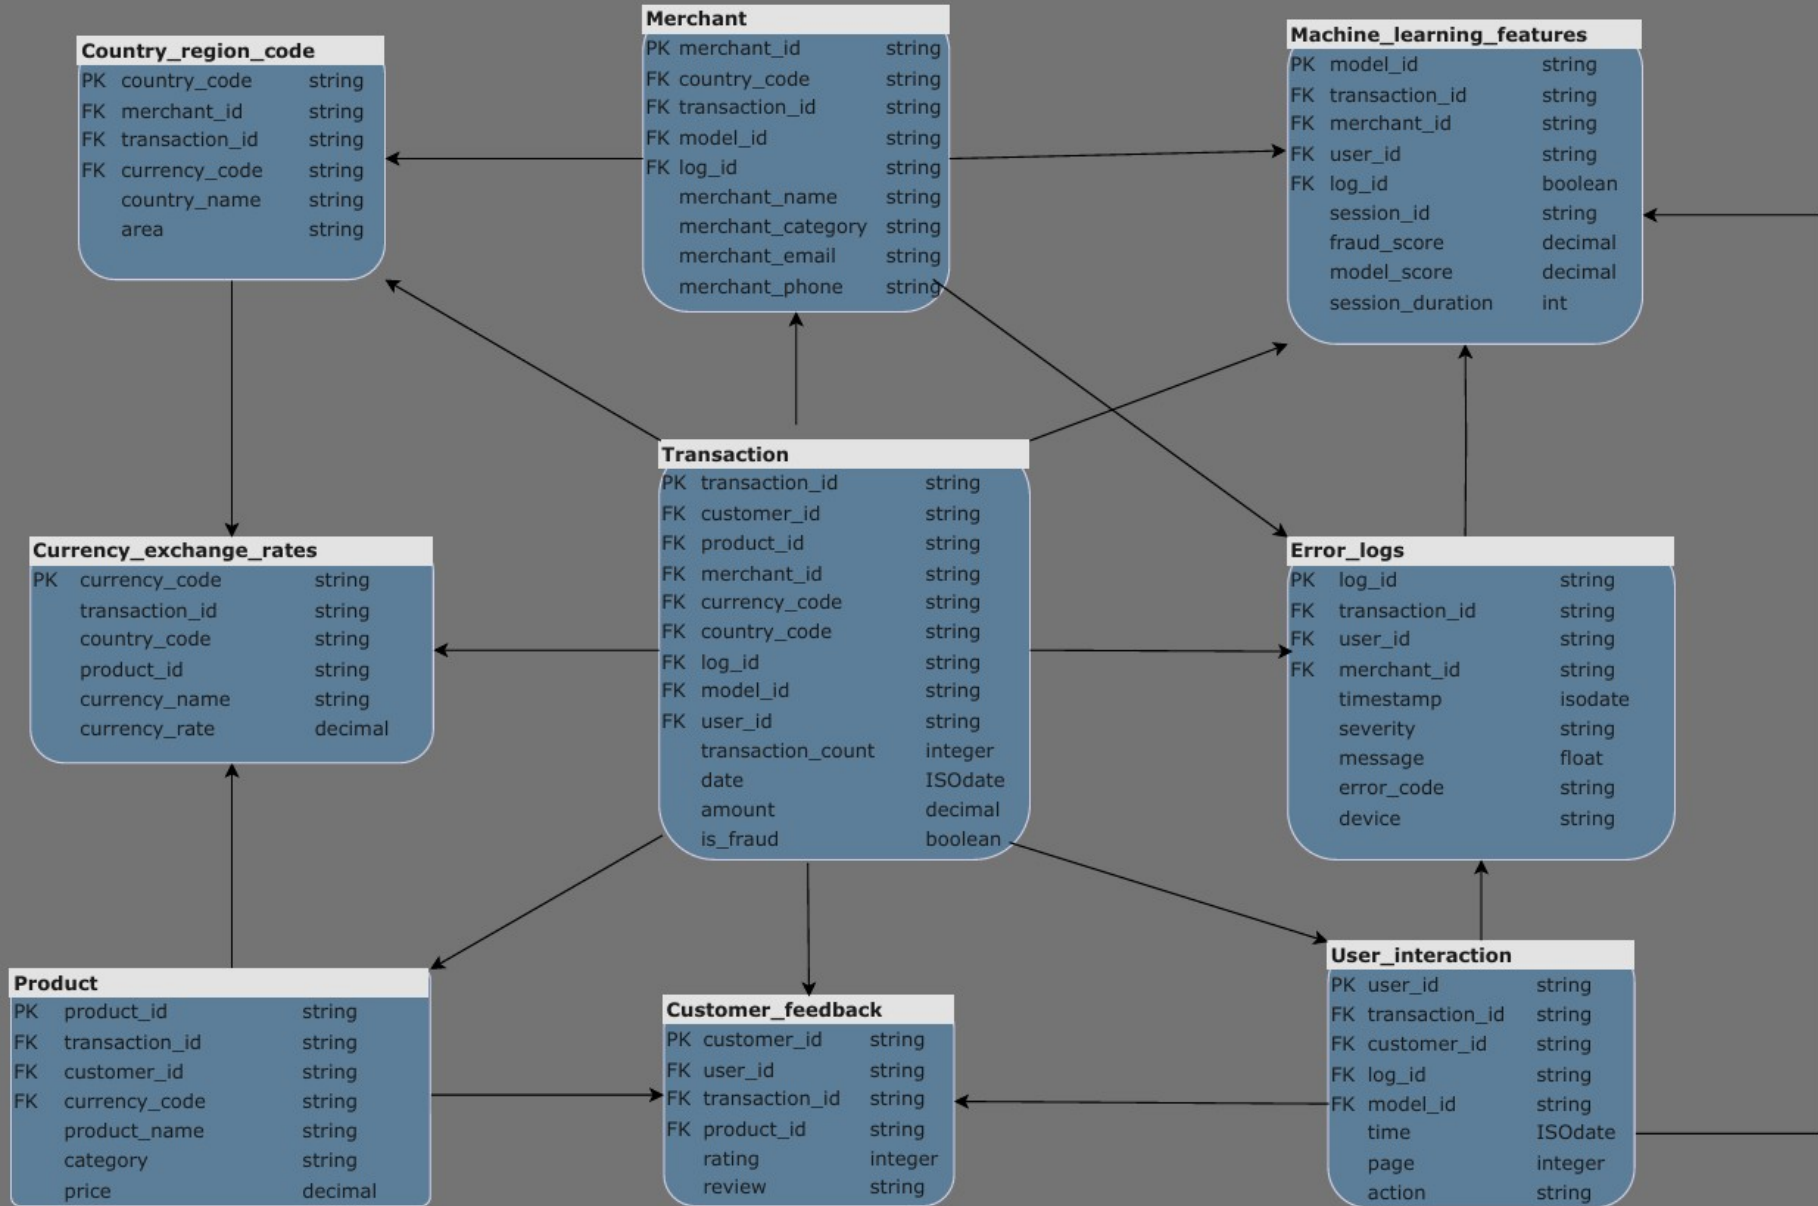 Country_region_code
PK country_code string
FK merchant_id string
FK transaction_id string
FK currency_code string
country_name string
area string
Merchant
PK merchant_id string
FK country_code string
FK transaction_id string
FK model_id string
FK log_id string
merchant_name string
merchant_category string
merchant_email string
merchant_phone string
Machine_learning_features
PK model_id string
FK transaction_id string
FK merchant_id string
FK user_id string
FK log_id boolean
session_id string
fraud_score decimal
model_score decimal
session_duration int
Currency_exchange_rates
PK currency_code string
transaction_id string
country_code string
product_id string
currency_name string
currency_rate decimal
Transaction
PK transaction_id string
FK customer_id string
FK product_id string
FK merchant_id string
FK currency_code string
FK country_code string
FK log_id string
FK model_id string
FK user_id string
transaction_count integer
date ISOdate
amount decimal
is_fraud boolean
Error_logs
PK log_id string
FK transaction_id string
FK user_id string
FK merchant_id string
timestamp isodate
severity string
message float
error_code string
device string
Product
PK product_id string
FK transaction_id string
FK customer_id string
FK currency_code string
product_name string
category string
price decimal
Customer_feedback
PK customer_id string
FK user_id string
FK transaction_id string
FK product_id string
rating integer
review string
User_interaction
PK user_id string
FK transaction_id string
FK customer_id string
FK log_id string
FK model_id string
time ISOdate
page integer
action string